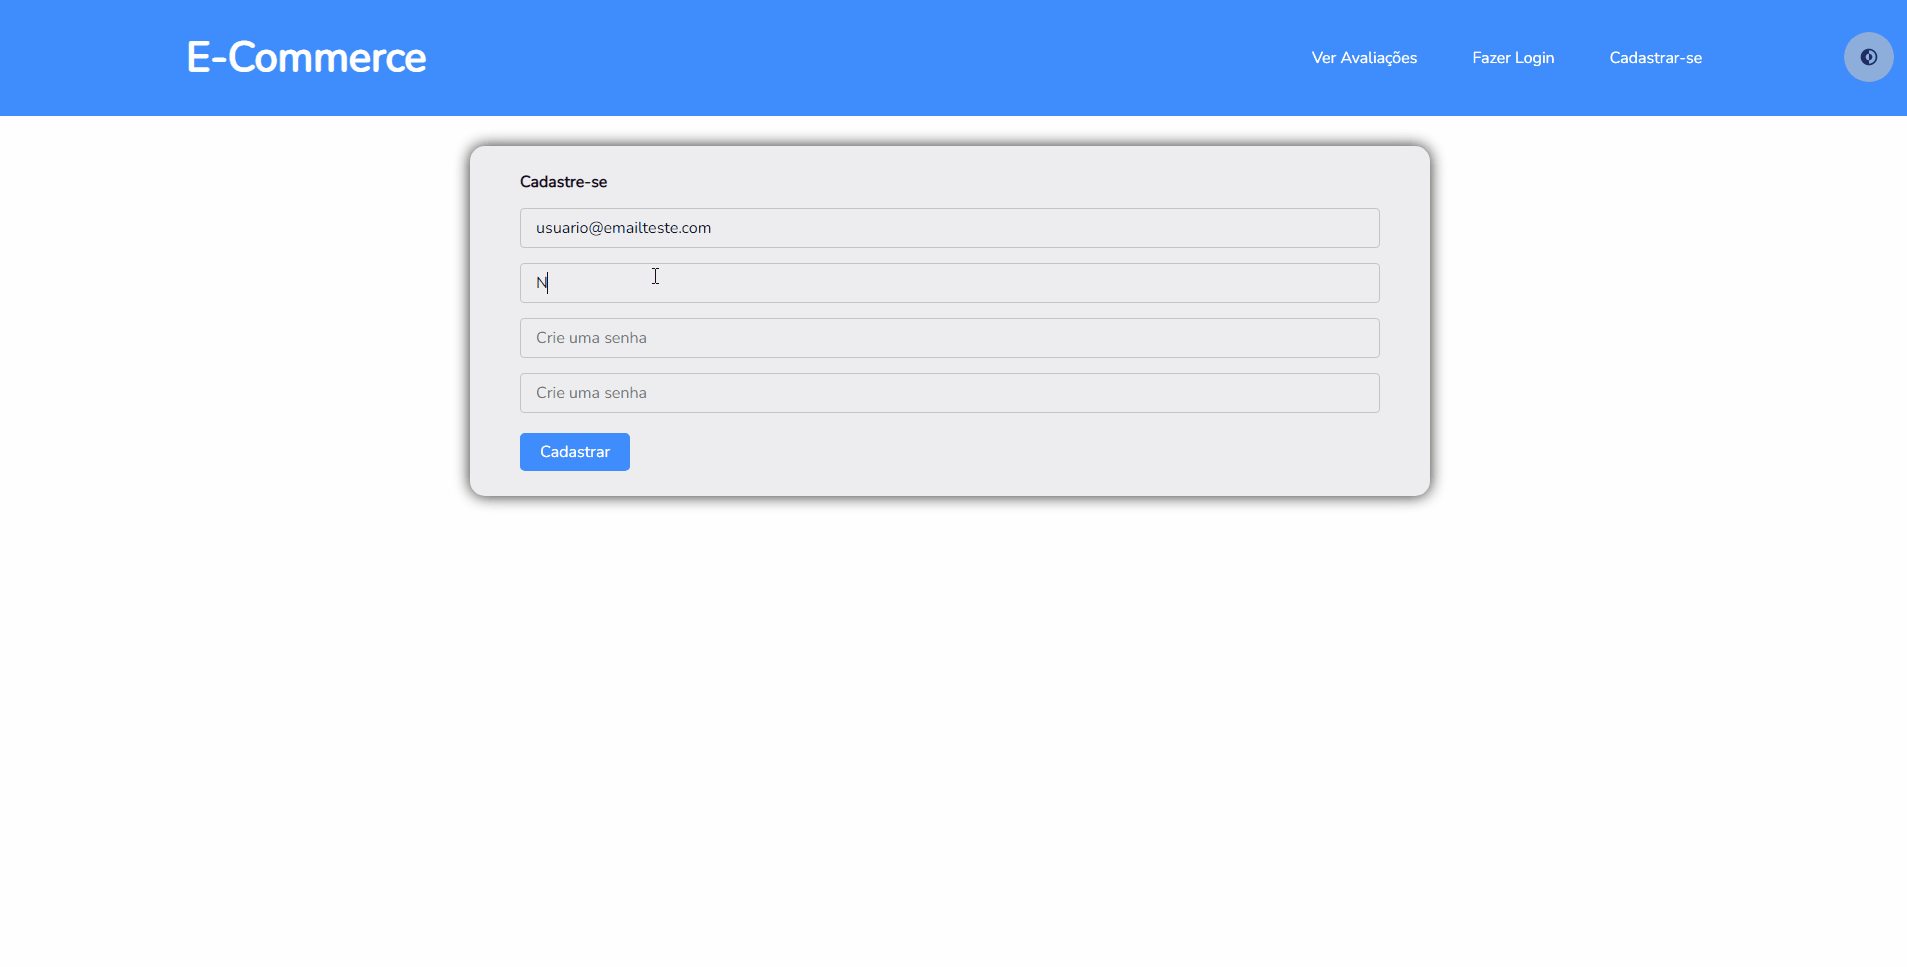 E-Commerce
Ver Avaliações
Fazer Login
Cadastrar-se
Cadastre-se
usuario@emailteste.com
N
Crie uma senha
Crie uma senha
Cadastrar